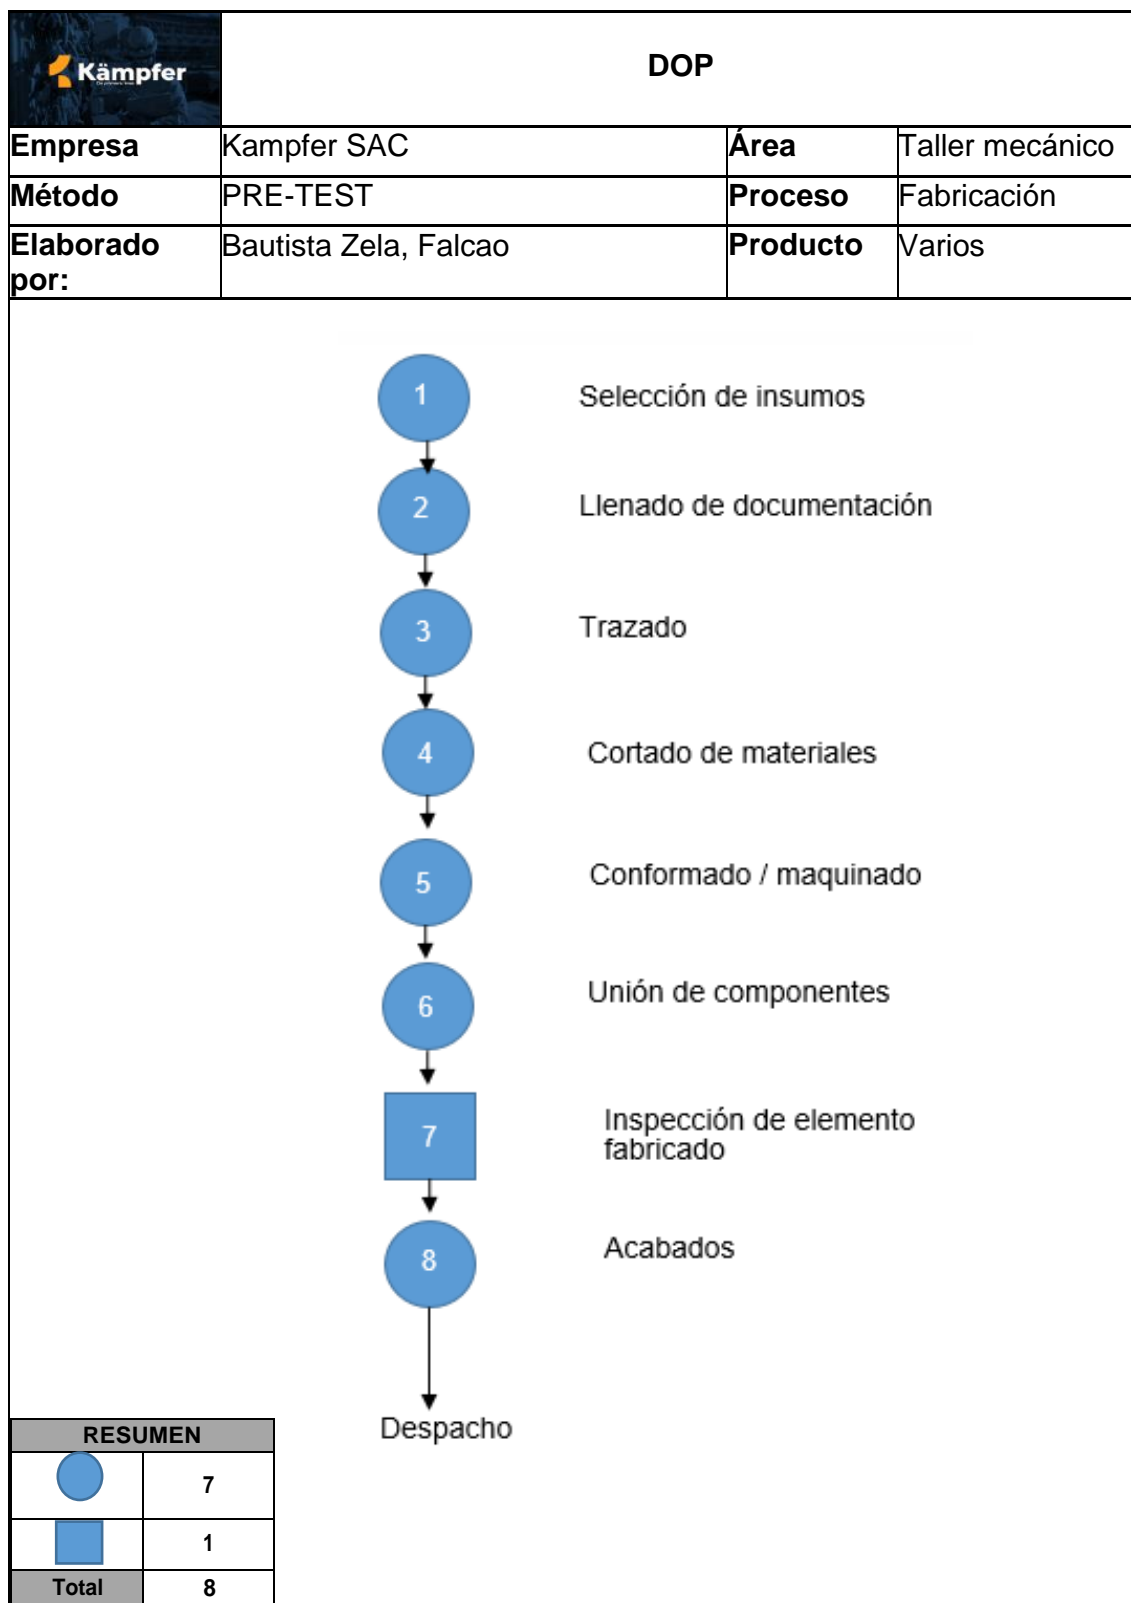 Kämpfer
DOP
Empresa Kampfer SAC Área Taller mecánico
Método PRE-TEST Proceso Fabricación
Elaborado por: Bautista Zela, Falcao Producto Varios
1 Selección de insumos
2 Llenado de documentación
3 Trazado
4 Cortado de materiales
5 Conformado / maquinado
6 Unión de componentes
7 Inspección de elemento
fabricado
8 Acabados
Despacho
RESUMEN
7
1
Total 8